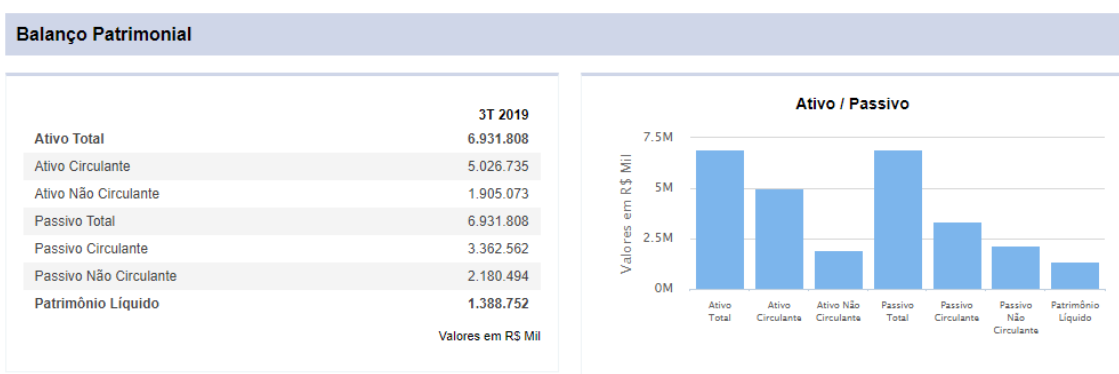 Balanço Patrimonial
3T 2019
Ativo Total 6.931.808
Ativo Circulante 5.026.735
Ativo Não Circulante 1.905.073
Passivo Total 6.931.808
Passivo Circulante 3.362.562
Passivo Não Circulante 2.180.494
Patrimônio Líquido 1.388.752
Valores em R$ Mil
Ativo / Passivo
Valores em R$ Mil
7.5M
5M
2.5M
0M
Ativo Total
Ativo Circulante
Ativo Não Circulante
Passivo Total
Passivo Circulante
Passivo Não Circulante
Patrimônio Líquido